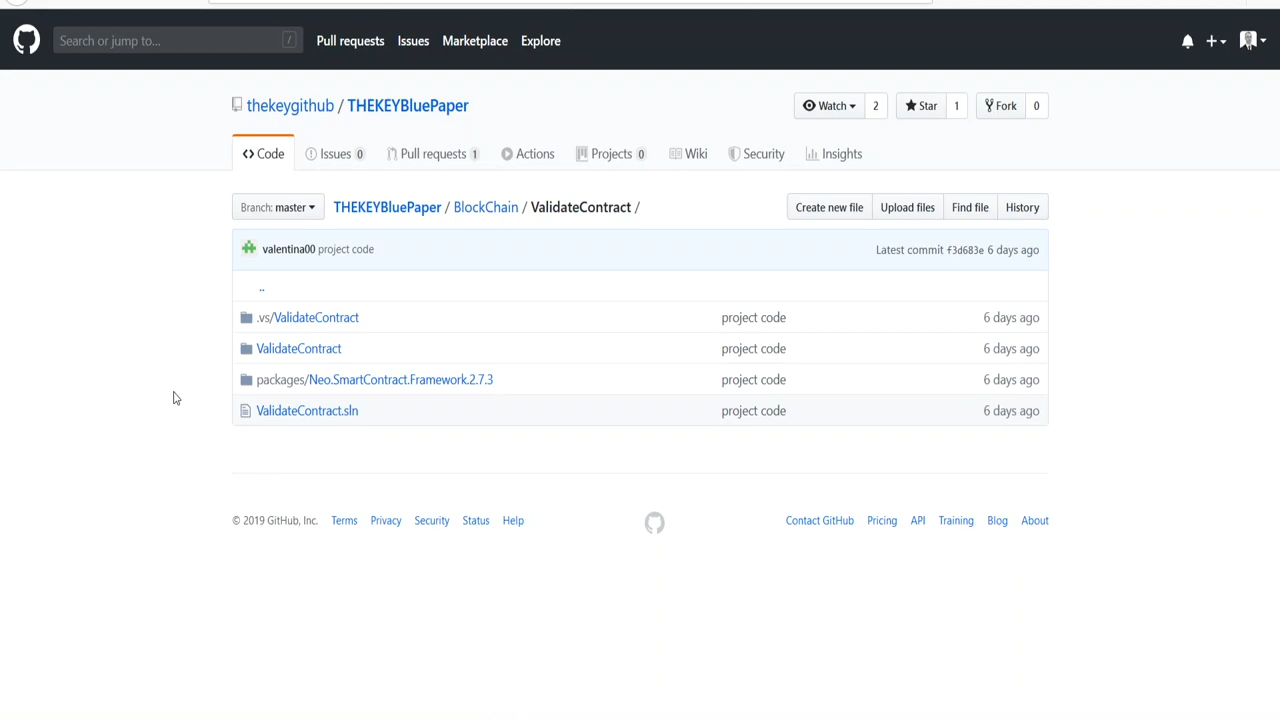 Search or jump to... / Pull requests Issues Marketplace Explore
thekeygithub / THEKEYBluePaper Watch 2 Star 1 Fork 0
Code Issues 0 Pull requests 1 Actions Projects 0 Wiki Security Insights
Branch: master THEKEYBluePaper / BlockChain / ValidateContract / Create new file Upload files Find file History
valentina00 project code Latest commit f3d683e 6 days ago
..
.vs/ValidateContract project code 6 days ago
ValidateContract project code 6 days ago
packages/Neo.SmartContract.Framework.2.7.3 project code 6 days ago
ValidateContract.sln project code 6 days ago
© 2019 GitHub, Inc. Terms Privacy Security Status Help Contact GitHub Pricing API Training Blog About